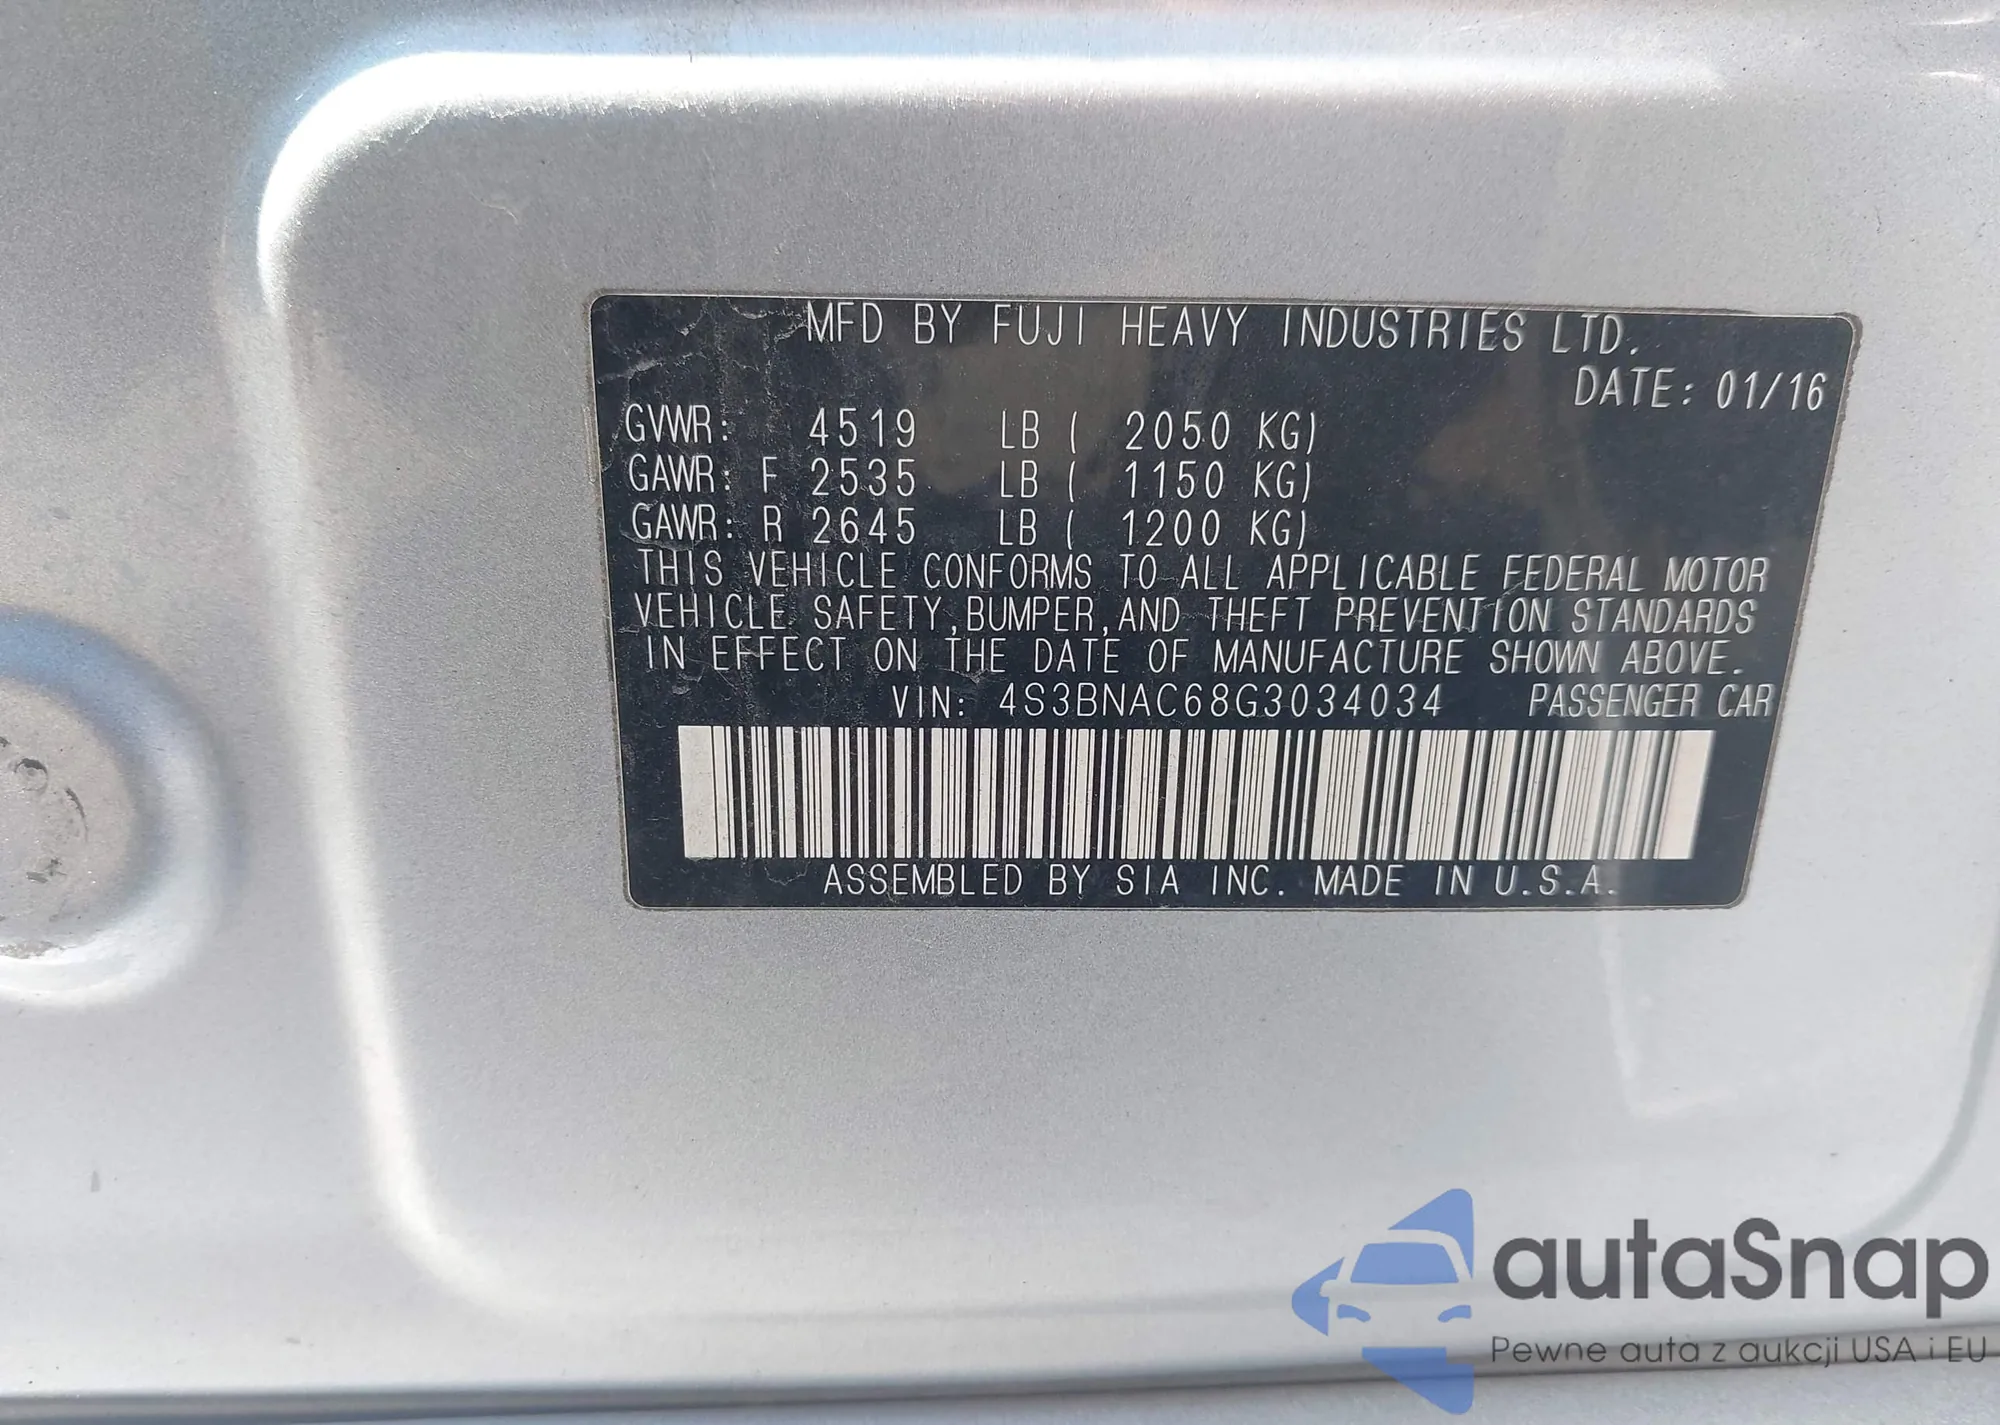 MFD BY FUJI HEAVY INDUSTRIES LTD.
DATE: 01/16
GVWR: 4519 LB ( 2050 KG)
GAWR: F 2535 LB ( 1150 KG)
GAWR: R 2645 LB ( 1200 KG)
THIS VEHICLE CONFORMS TO ALL APPLICABLE FEDERAL MOTOR
VEHICLE SAFETY, BUMPER, AND THEFT PREVENTION STANDARDS
IN EFFECT ON THE DATE OF MANUFACTURE SHOWN ABOVE.
VIN: 4S3BNAC68G3034034 PASSENGER CAR
ASSEMBLED BY SIA INC. MADE IN U.S.A.
autaSnap
Pewne auta z aukcji USA i EU